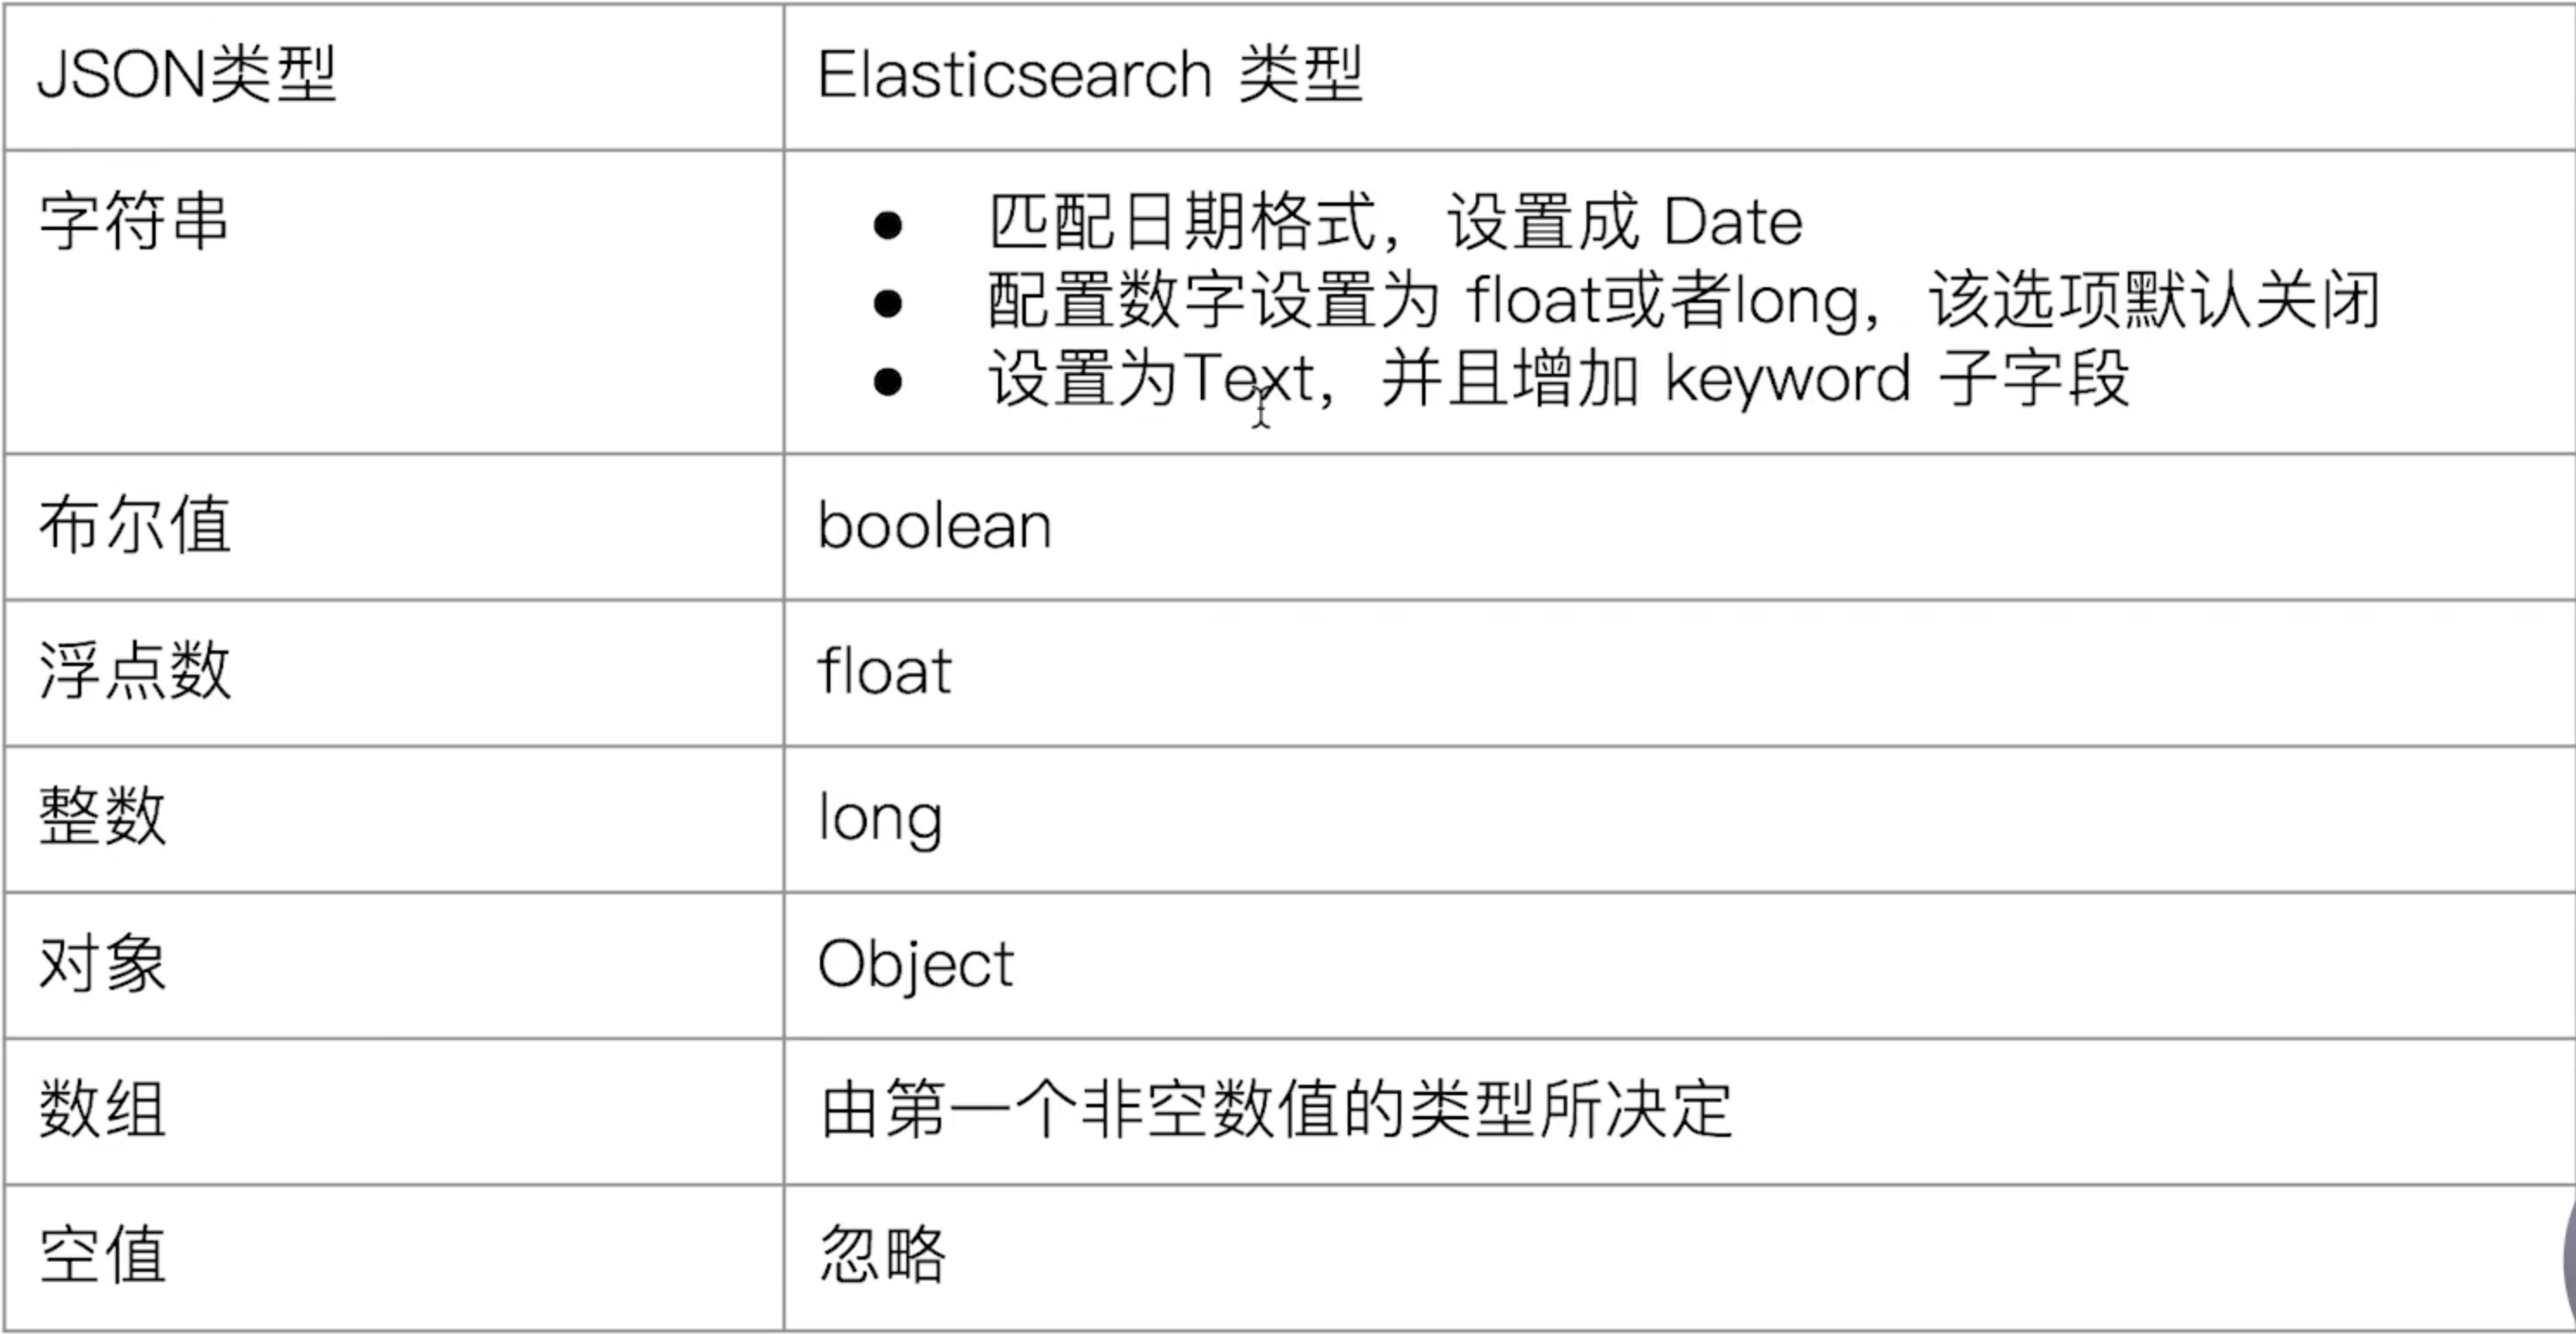 JSON类型
Elasticsearch 类型
字符串
● 匹配日期格式，设置成 Date
● 配置数字设置为 float或者long，该选项默认关闭
● 设置为Text，并且增加 keyword 子字段
布尔值
boolean
浮点数
float
整数
long
对象
Object
数组
由第一个非空数值的类型所决定
空值
忽略